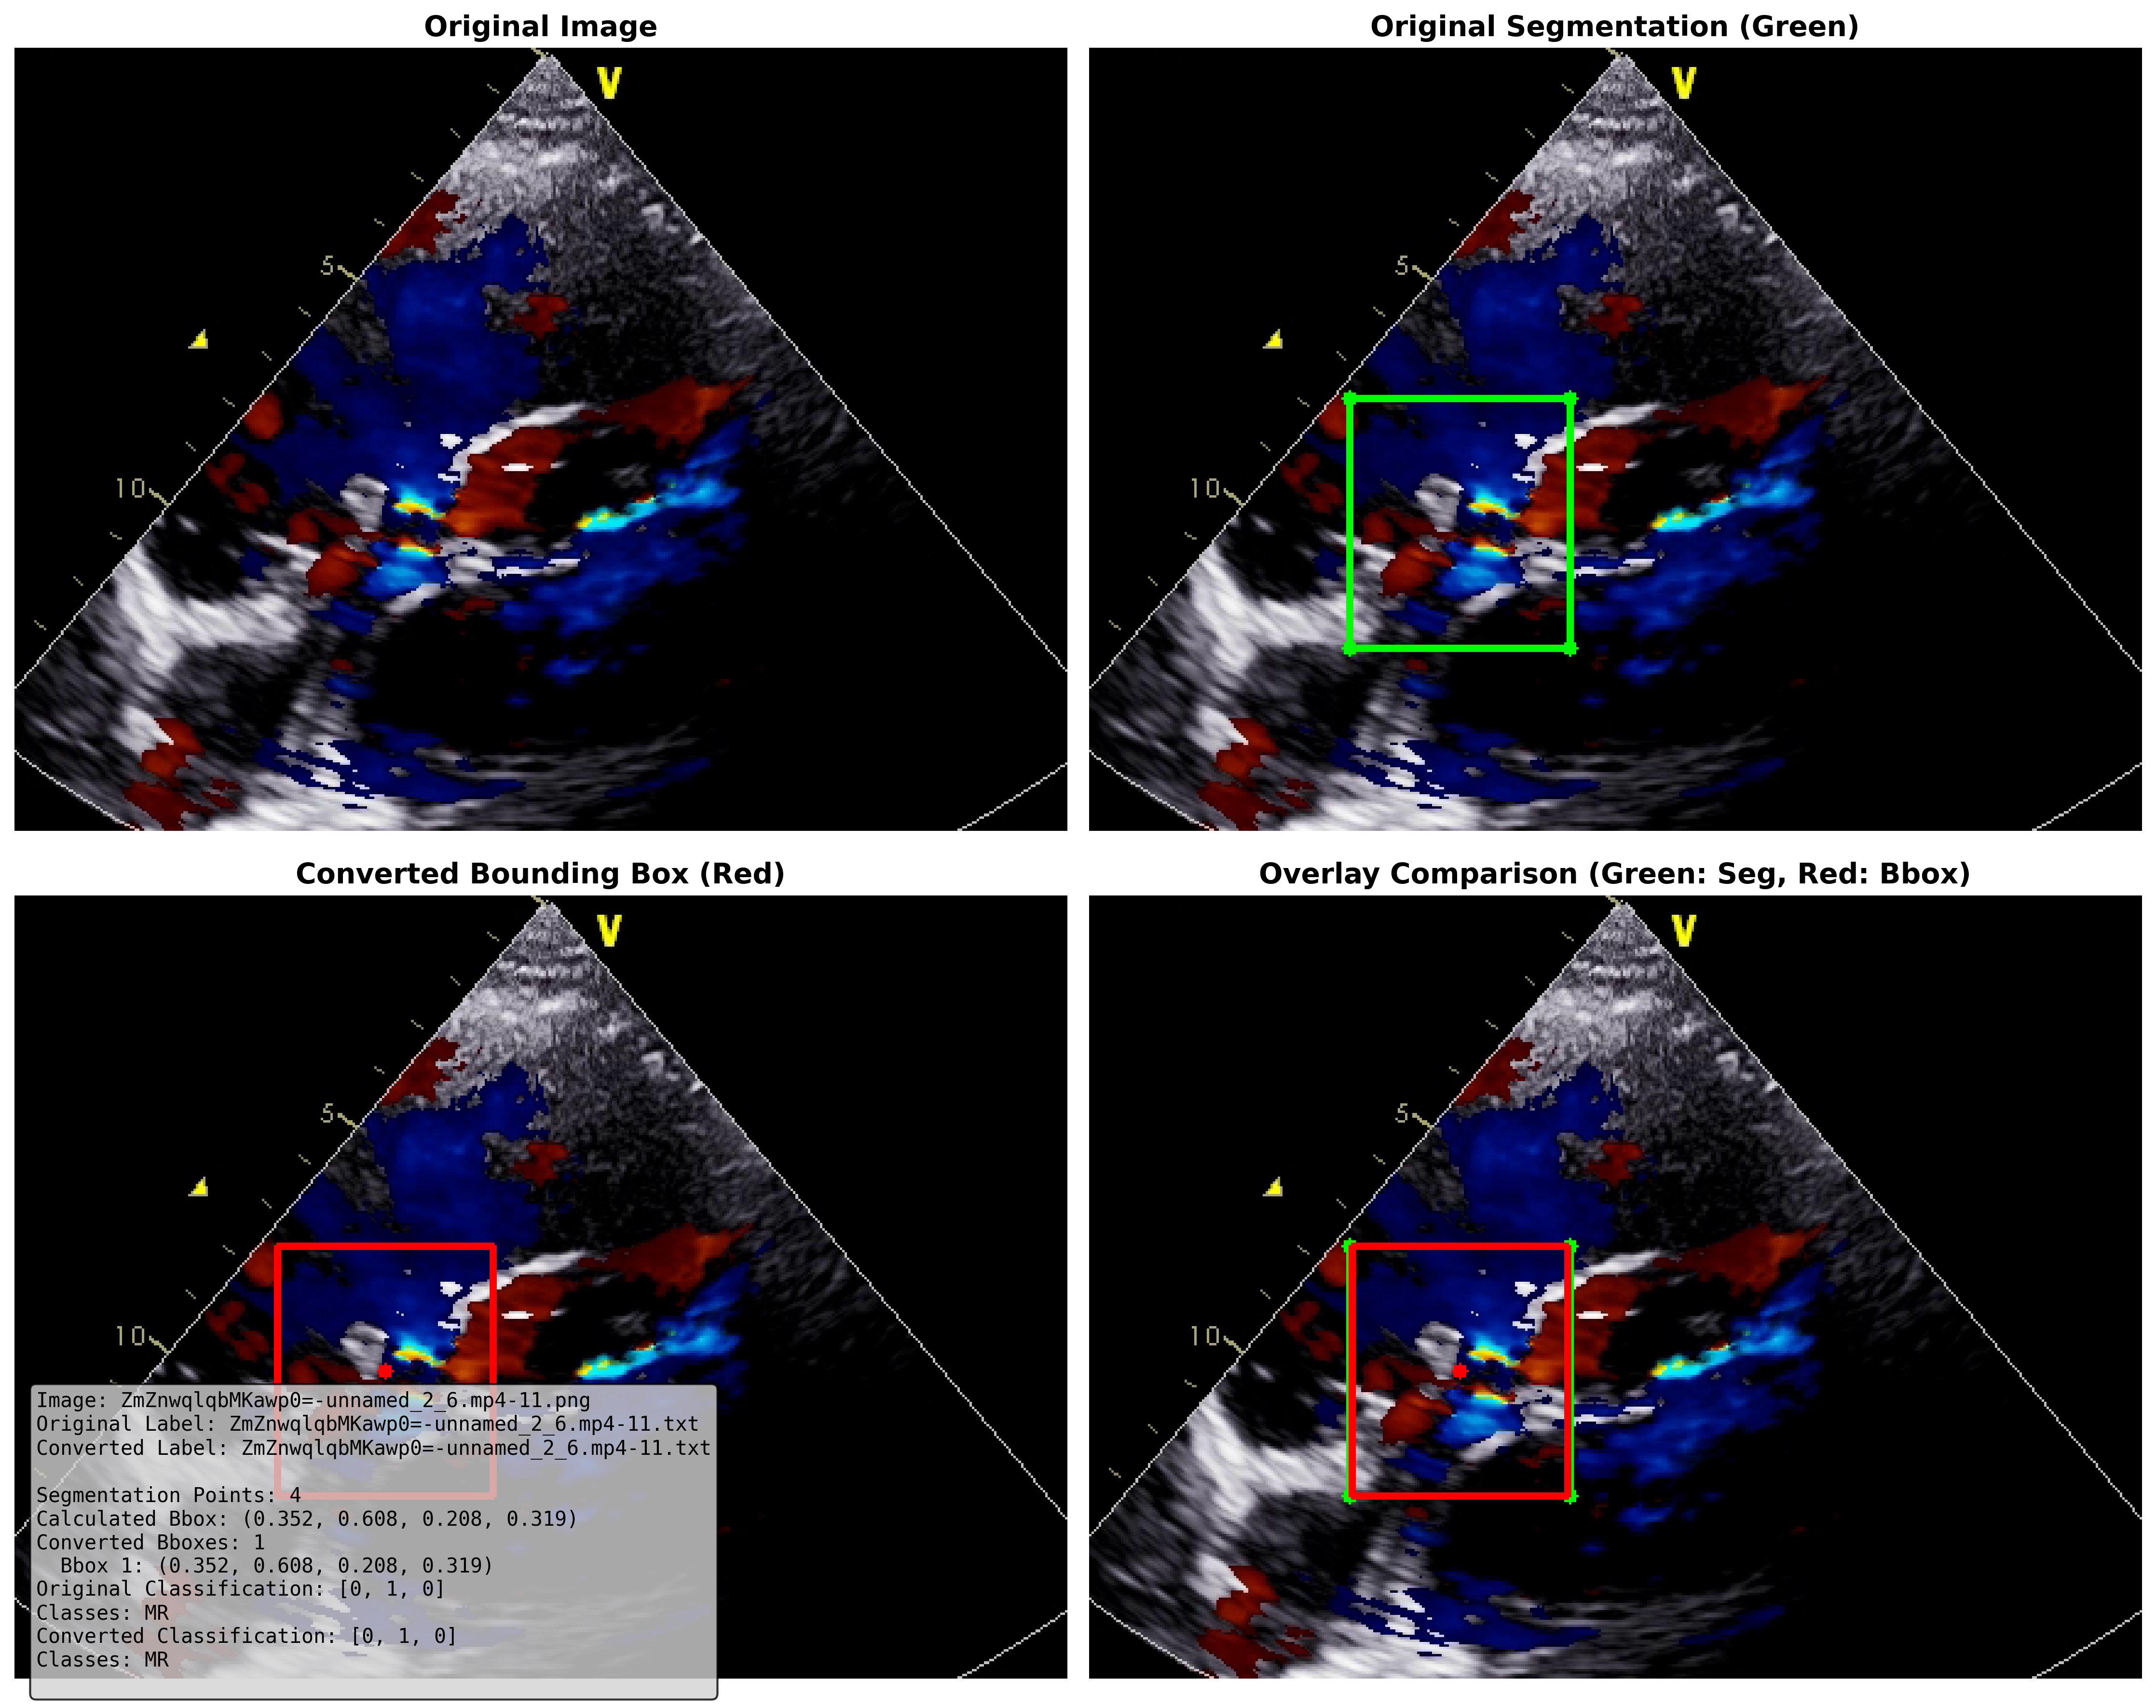 Original Image
Original Segmentation (Green)
V
5
10
V
5
10
Converted Bounding Box (Red)
Overlay Comparison (Green: Seg, Red: Bbox)
V
5
10
V
5
10
Image: ZmZnwqlqbMKawp0=-unnamed_2_6.mp4-11.png
Original Label: ZmZnwqlqbMKawp0=-unnamed_2_6.mp4-11.txt
Converted Label: ZmZnwqlqbMKawp0=-unnamed_2_6.mp4-11.txt
Segmentation Points: 4
Calculated Bbox: (0.352, 0.608, 0.208, 0.319)
Converted Bboxes: 1
Bbox 1: (0.352, 0.608, 0.208, 0.319)
Original Classification: [0, 1, 0]
Classes: MR
Converted Classification: [0, 1, 0]
Classes: MR